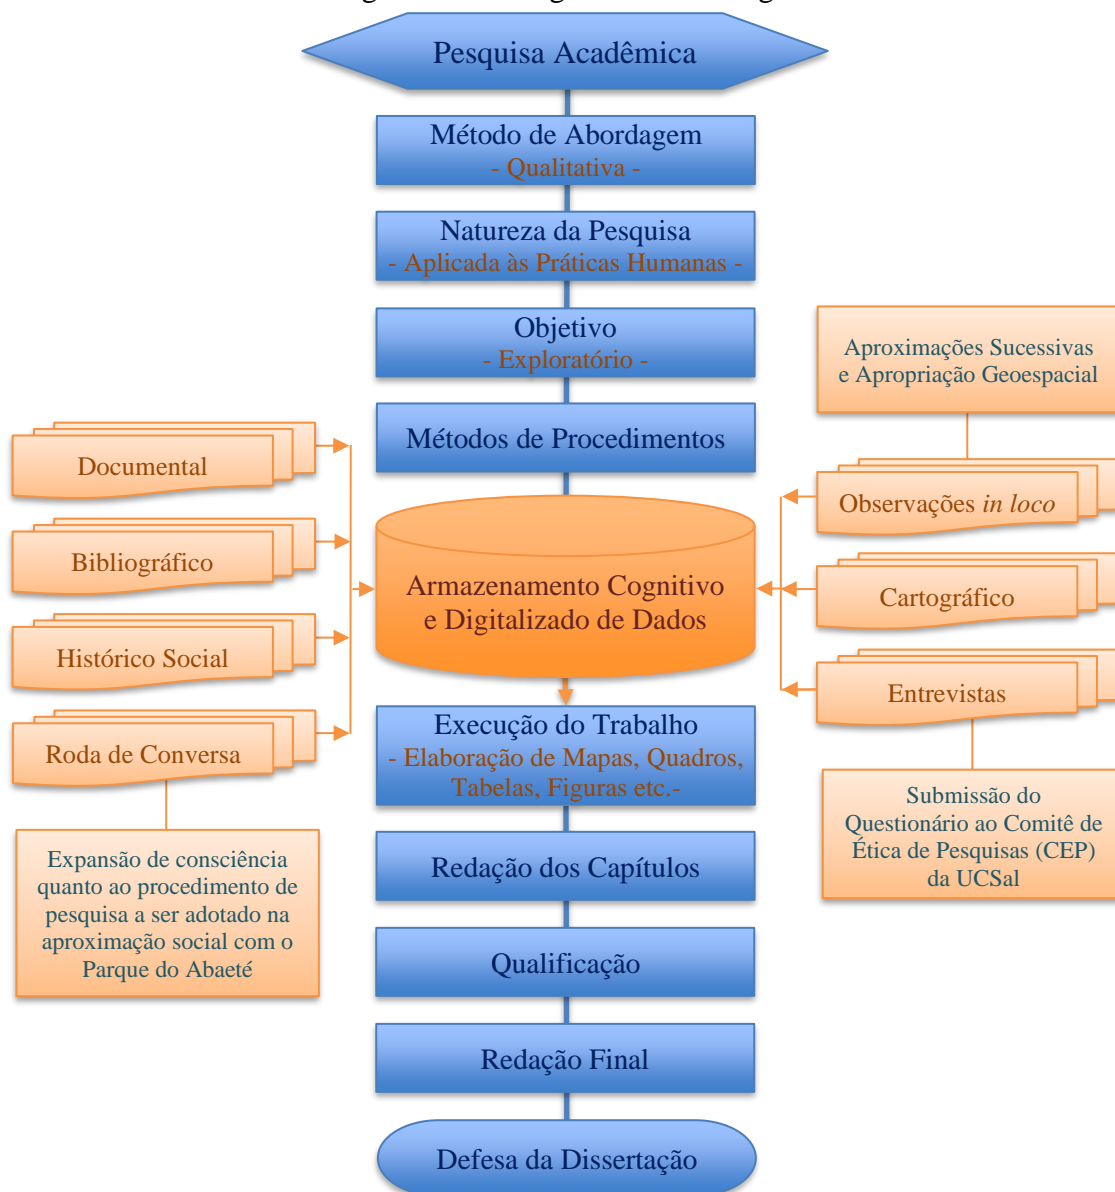 Pesquisa Acadêmica
Método de Abordagem
- Qualitativa -
Natureza da Pesquisa
- Aplicada às Práticas Humanas -
Objetivo
- Exploratório -
Métodos de Procedimentos
Aproximações Sucessivas
e Apropriação Geoespacial
Documental
Bibliográfico
Histórico Social
Roda de Conversa
Expansão de consciência
quanto ao procedimento de
pesquisa a ser adotado na
aproximação social com o
Parque do Abaeté
Armazenamento Cognitivo
e Digitalizado de Dados
Observações in loco
Cartográfico
Entrevistas
Submissão do
Questionário ao Comitê de
Ética de Pesquisas (CEP)
da UCSal
Execução do Trabalho
- Elaboração de Mapas, Quadros,
Tabelas, Figuras etc.-
Redação dos Capítulos
Qualificação
Redação Final
Defesa da Dissertação